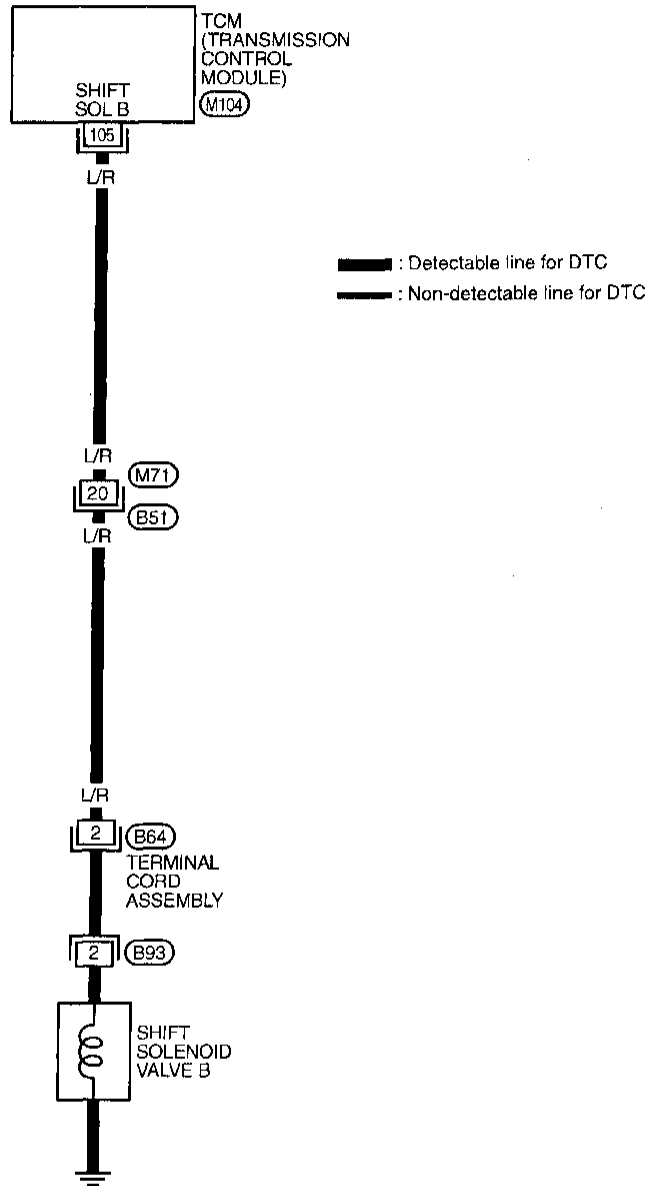 TCM
(TRANSMISSION
CONTROL
MODULE)
SHIFT
SOL B
M104
105
L/R
: Detectable line for DTC
: Non-detectable line for DTC
L/R
M71
20
B51
L/R
L/R
2
B64
TERMINAL
CORD
ASSEMBLY
2
B93
SHIFT
SOLENOID
VALVE B